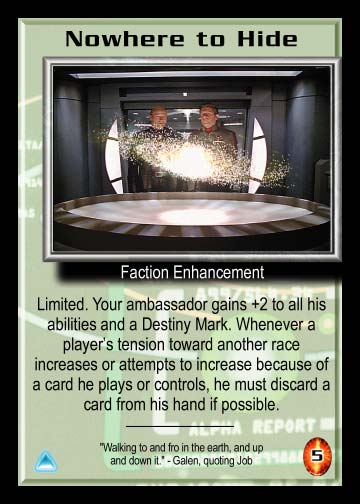 Nowhere to Hide
Faction Enhancement
Limited. Your ambassador gains +2 to all his
abilities and a Destiny Mark. Whenever a
player's tension toward another race
increases or attempts to increase because of
a card he plays or controls, he must discard a
card from his hand if possible.
ALPHA REPORT
"Walking to and fro in the earth, and up
and down it." - Galen, quoting Job
5